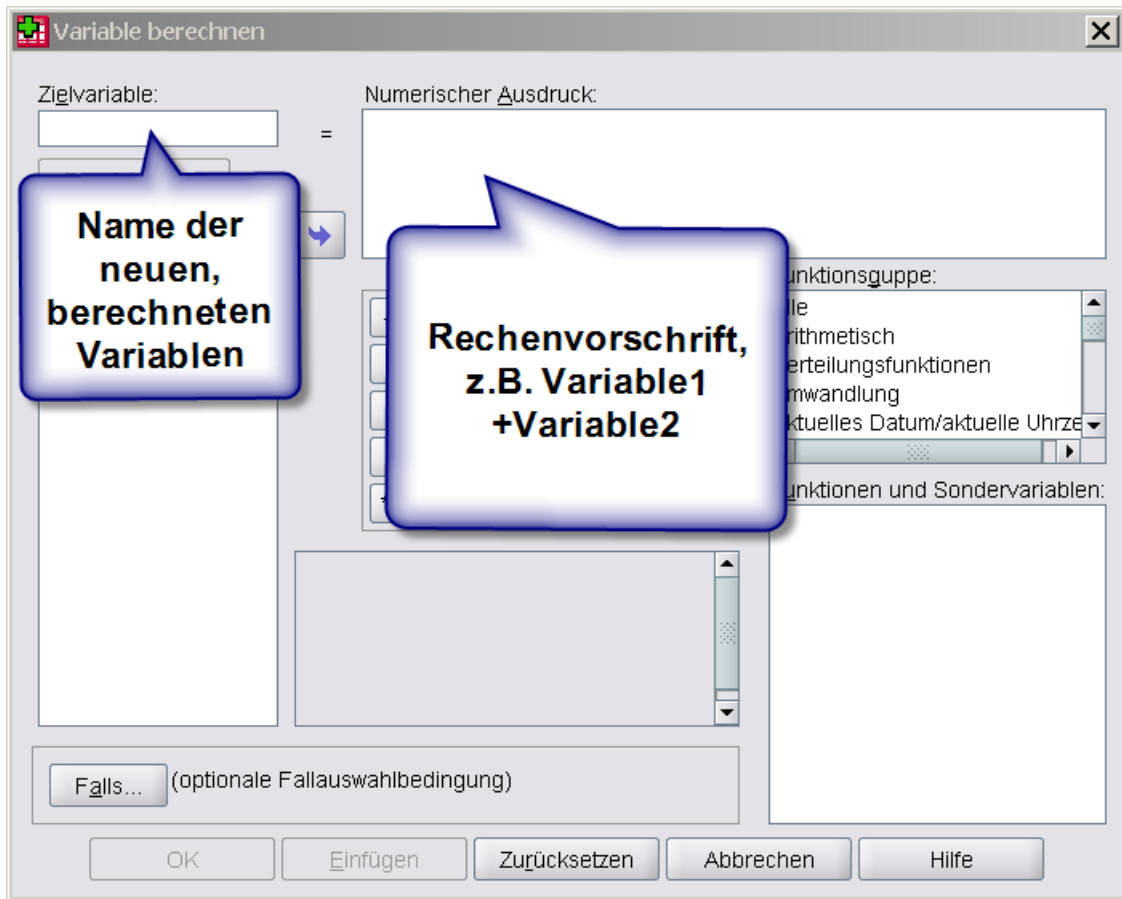 Variable berechnen
Zielvariable:
Numerischer Ausdruck:
=
Name der
neuen,
berechneten
Variablen
Rechenvorschrift,
z.B. Variable1
+Variable2
unktionsguppe:
lle
rithmetisch
erteilungsfunktionen
mwandlung
ktuelles Datum/aktuelle Uhrze
unktionen und Sondervariablen:
Falls... (optionale Fallauswahlbedingung)
OK Einfügen Zurücksetzen Abbrechen Hilfe